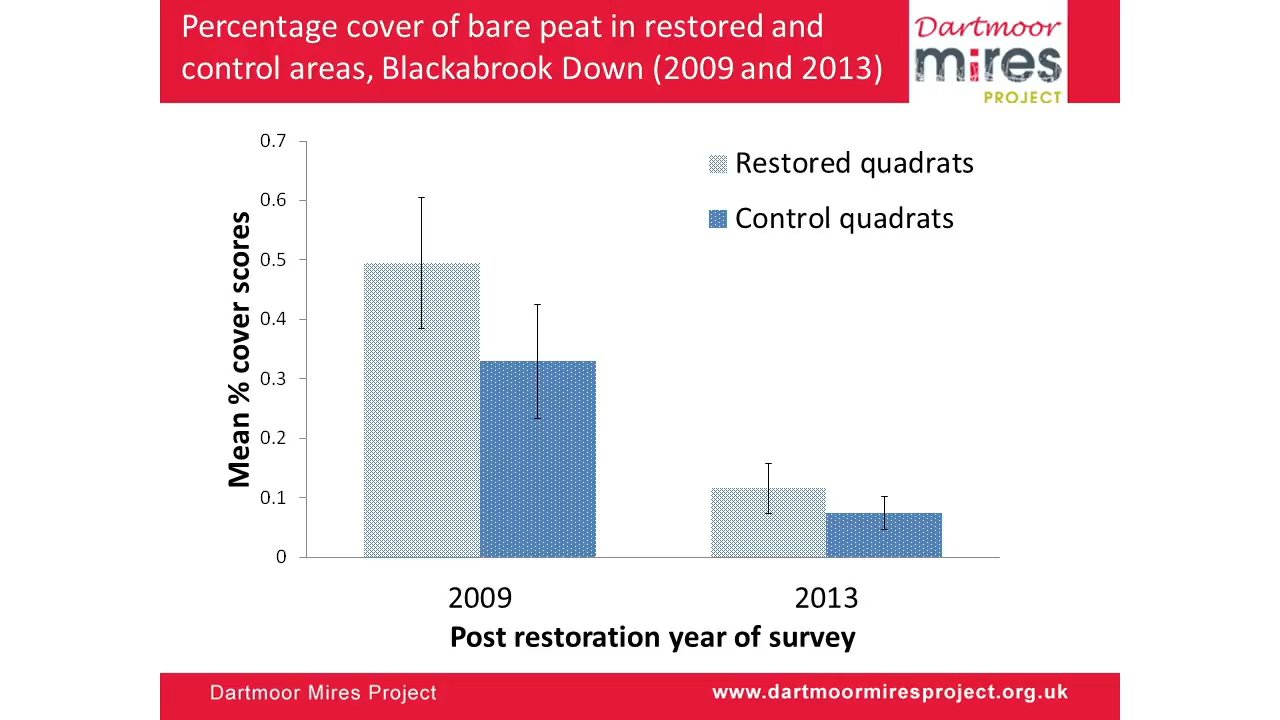 Percentage cover of bare peat in restored and
control areas, Blackabrook Down (2009 and 2013)
Dartmoor
mires
PROJECT
0.7
0.6
0.5
0.4
0.3
0.2
0.1
0
Mean % cover scores
Restored quadrats
Control quadrats
2009
2013
Post restoration year of survey
Dartmoor Mires Project
www.dartmoormiresproject.org.uk